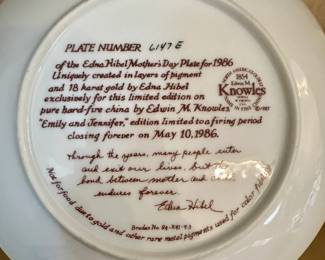 PLATE NUMBER 6147 E
of the Edna Hibel Mother's Day Plate for 1986
Uniquely created in layers of pigment
and 18 karat gold by Edna Hibel
exclusively for this limited edition on
pure hard-fire china by Edwin M. Knowles.
"Emily and Jennifer," edition limited to a firing period
closing forever on MAY 10, 1986.
1854
Edwin M.
Knowles
Through the years, many people enter
and exit our lives, but the
bond between mother and
endures forever.
Edna Hibel
Bradex No.
Not for food due to gold and other rare metal pigments used for color